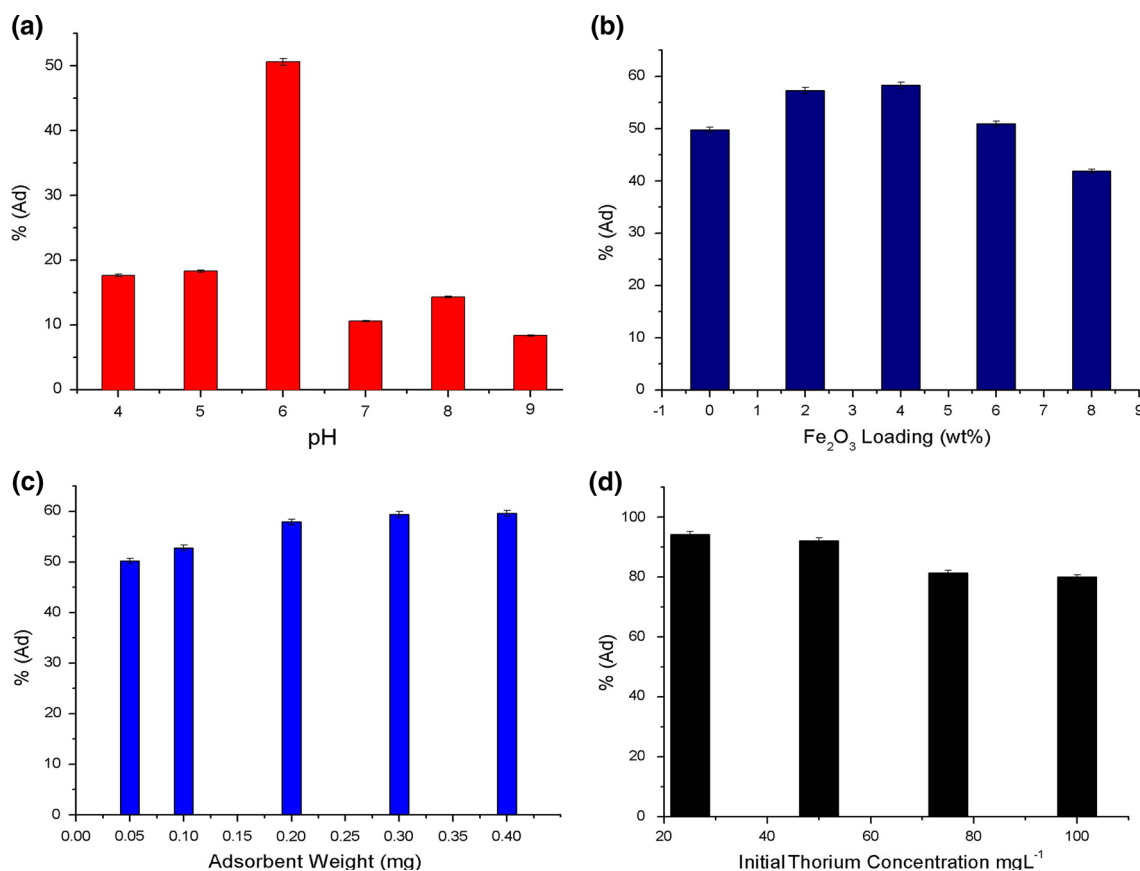 (a)
50
40
30
20
10
0
% (Ad)
4 5 6 7 8 9
pH
(b)
60
50
40
30
20
10
0
% (Ad)
-1 0 1 2 3 4 5 6 7 8 9
Fe₂O₃ Loading (wt%)
(c)
60
50
40
30
20
10
0
% (Ad)
0.00 0.05 0.10 0.15 0.20 0.25 0.30 0.35 0.40
Adsorbent Weight (mg)
(d)
100
80
60
40
20
0
% (Ad)
20 40 60 80 100
Initial Thorium Concentration mgL⁻¹